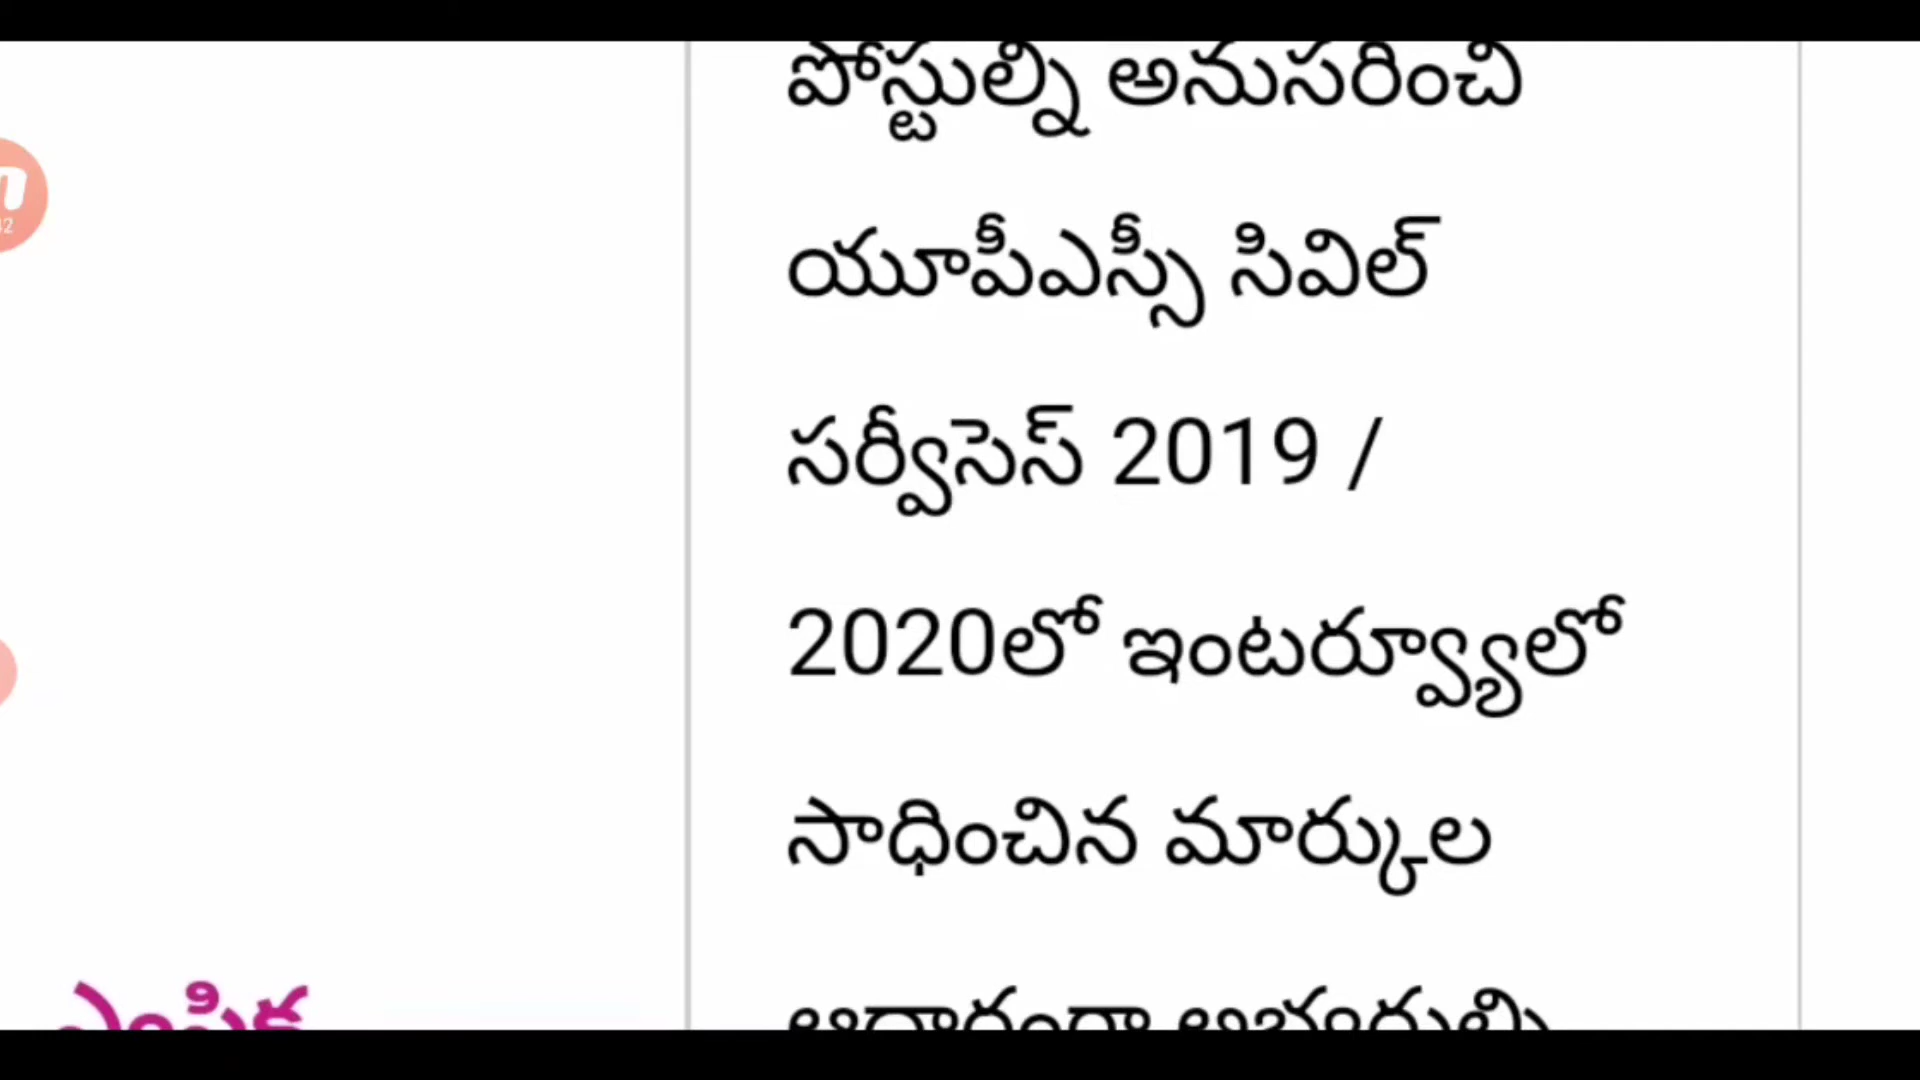 పోస్టుల్ని అనుసరించి
యూపీఎస్సీ సివిల్
సర్వీసెస్ 2019 /
2020లో ఇంటర్వ్యూలో
సాధించిన మార్కుల
ఎంపిక